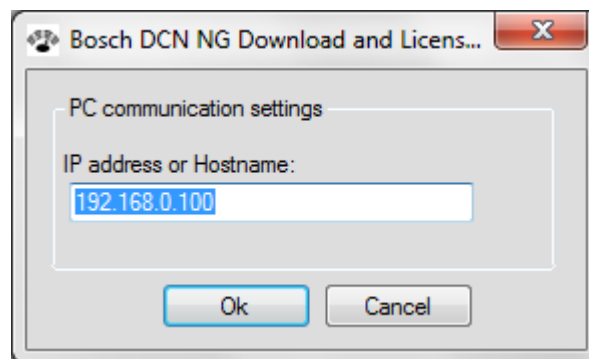 Bosch DCN NG Download and Licens...
PC communication settings
IP address or Hostname:
192.168.0.100
Ok Cancel